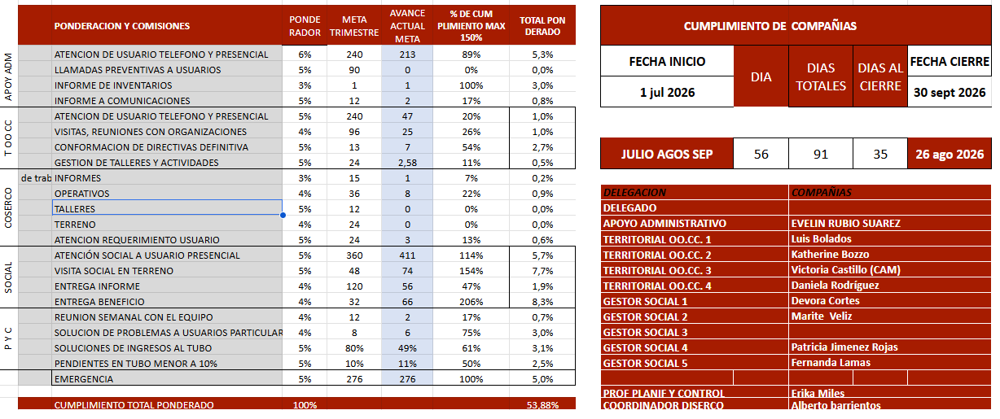 PONDERACION Y COMISIONES PONDE RADOR META TRIMESTRE AVANCE ACTUAL META % DE CUM PLIMIENTO MAX 150% TOTAL PON DERADO
APOY ADM
ATENCION DE USUARIO TELEFONO Y PRESENCIAL 6% 240 213 89% 5,3%
LLAMADAS PREVENTIVAS A USUARIOS 5% 90 0 0% 0,0%
INFORME DE INVENTARIOS 3% 1 1 100% 3,0%
INFORME A COMUNICACIONES 5% 12 2 17% 0,8%
T OO CC
ATENCION DE USUARIO TELEFONO Y PRESENCIAL 5% 240 47 20% 1,0%
VISITAS, REUNIONES CON ORGANIZACIONES 4% 96 25 26% 1,0%
CONFORMACION DE DIRECTIVAS DEFINITIVA 5% 13 7 54% 2,7%
GESTION DE TALLERES Y ACTIVIDADES 5% 24 2,58 11% 0,5%
COSERCO
de trab INFORMES 3% 15 1 7% 0,2%
OPERATIVOS 4% 36 8 22% 0,9%
TALLERES 5% 12 0 0% 0,0%
TERRENO 4% 24 0 0% 0,0%
ATENCION REQUERIMIENTO USUARIO 5% 24 3 13% 0,6%
SOCIAL
ATENCIÓN SOCIAL A USUARIO PRESENCIAL 5% 360 411 114% 5,7%
VISITA SOCIAL EN TERRENO 5% 48 74 154% 7,7%
ENTREGA INFORME 4% 120 56 47% 1,9%
ENTREGA BENEFICIO 4% 32 66 206% 8,3%
P Y C
REUNION SEMANAL CON EL EQUIPO 4% 12 2 17% 0,7%
SOLUCION DE PROBLEMAS A USUARIOS PARTICULAR 4% 8 6 75% 3,0%
SOLUCIONES DE INGRESOS AL TUBO 5% 80% 49% 61% 3,1%
PENDIENTES EN TUBO MENOR A 10% 5% 10% 11% 50% 2,5%
EMERGENCIA 5% 276 276 100% 5,0%
CUMPLIMIENTO TOTAL PONDERADO 100% 53,88%
CUMPLIMIENTO DE COMPAÑIAS
FECHA INICIO DIA DIAS TOTALES DIAS AL CIERRE FECHA CIERRE
1 jul 2026 30 sept 2026
JULIO AGOS SEP 56 91 35 26 ago 2026
DELEGACION COMPAÑIAS
DELEGADO
APOYO ADMINISTRATIVO EVELIN RUBIO SUAREZ
TERRITORIAL OO.CC. 1 Luis Bolados
TERRITORIAL OO.CC. 2 Katherine Bozzo
TERRITORIAL OO.CC. 3 Victoria Castillo (CAM)
TERRITORIAL OO.CC. 4 Daniela Rodríguez
GESTOR SOCIAL 1 Devora Cortes
GESTOR SOCIAL 2 Marite Veliz
GESTOR SOCIAL 3
GESTOR SOCIAL 4 Patricia Jimenez Rojas
GESTOR SOCIAL 5 Fernanda Lamas
PROF PLANIF Y CONTROL Erika Miles
COORDINADOR DISERCO Alberto barrientos